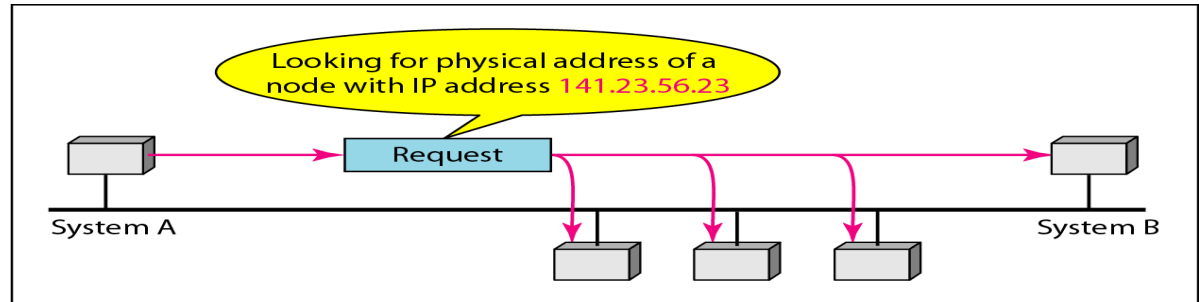 Looking for physical address of a
node with IP address 141.23.56.23
Request
System A
System B